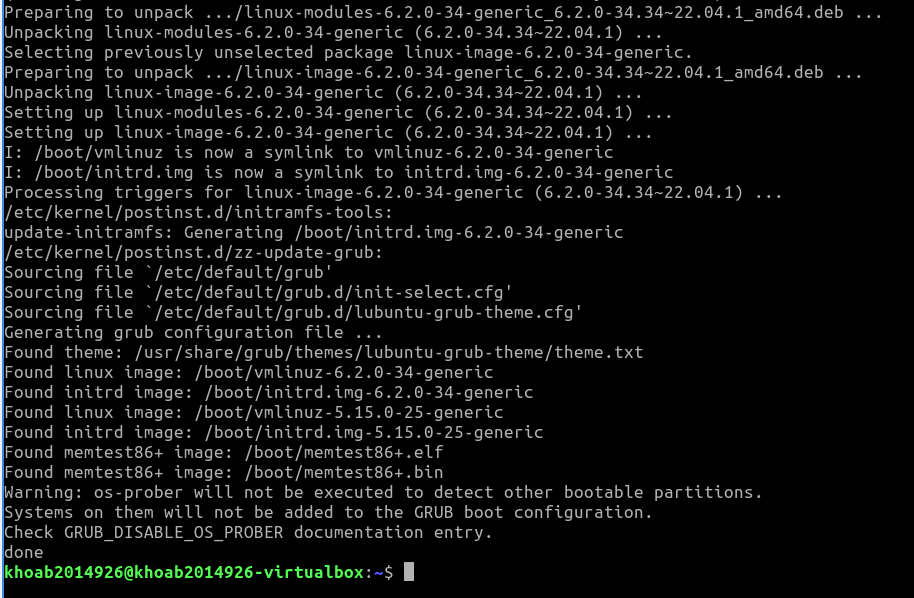 Preparing to unpack .../linux-modules-6.2.0-34-generic_6.2.0-34.34~22.04.1_amd64.deb ...
Unpacking linux-modules-6.2.0-34-generic (6.2.0-34.34~22.04.1) ...
Selecting previously unselected package linux-image-6.2.0-34-generic.
Preparing to unpack .../linux-image-6.2.0-34-generic_6.2.0-34.34~22.04.1_amd64.deb ...
Unpacking linux-image-6.2.0-34-generic (6.2.0-34.34~22.04.1) ...
Setting up linux-modules-6.2.0-34-generic (6.2.0-34.34~22.04.1) ...
Setting up linux-image-6.2.0-34-generic (6.2.0-34.34~22.04.1) ...
I: /boot/vmlinuz is now a symlink to vmlinuz-6.2.0-34-generic
I: /boot/initrd.img is now a symlink to initrd.img-6.2.0-34-generic
Processing triggers for linux-image-6.2.0-34-generic (6.2.0-34.34~22.04.1) ...
/etc/kernel/postinst.d/initramfs-tools:
update-initramfs: Generating /boot/initrd.img-6.2.0-34-generic
/etc/kernel/postinst.d/zz-update-grub:
Sourcing file `/etc/default/grub'
Sourcing file `/etc/default/grub.d/init-select.cfg'
Sourcing file `/etc/default/grub.d/lubuntu-grub-theme.cfg'
Generating grub configuration file ...
Found theme: /usr/share/grub/themes/lubuntu-grub-theme/theme.txt
Found linux image: /boot/vmlinuz-6.2.0-34-generic
Found initrd image: /boot/initrd.img-6.2.0-34-generic
Found linux image: /boot/vmlinuz-5.15.0-25-generic
Found initrd image: /boot/initrd.img-5.15.0-25-generic
Found memtest86+ image: /boot/memtest86+.elf
Found memtest86+ image: /boot/memtest86+.bin
Warning: os-prober will not be executed to detect other bootable partitions.
Systems on them will not be added to the GRUB boot configuration.
Check GRUB_DISABLE_OS_PROBER documentation entry.
done
khoab2014926@khoab2014926-virtualbox:~$